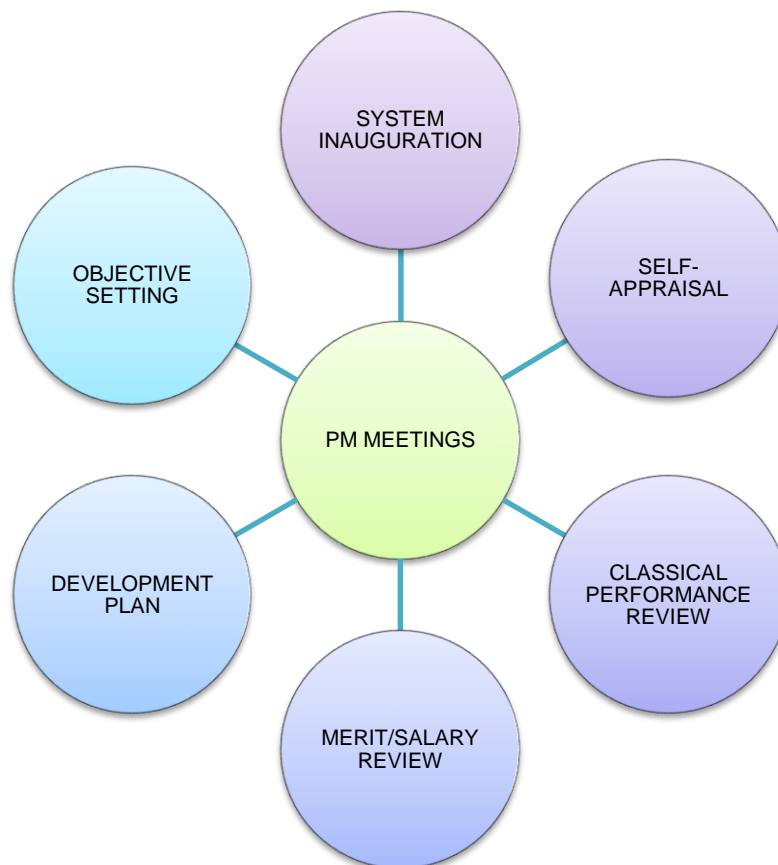 SYSTEM
INAUGURATION
SELF-
APPRAISAL
CLASSICAL
PERFORMANCE
REVIEW
MERIT/SALARY
REVIEW
DEVELOPMENT
PLAN
OBJECTIVE
SETTING
PM MEETINGS